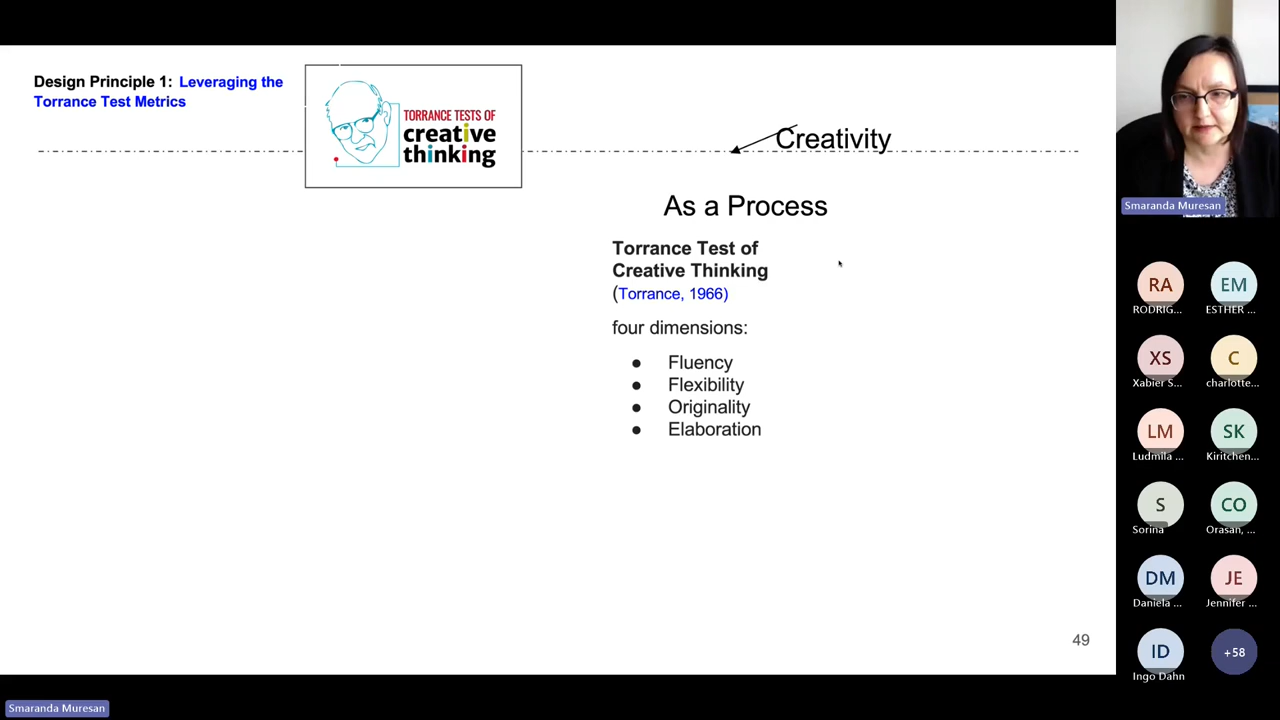 Design Principle 1: Leveraging the
Torrance Test Metrics
TORRANCE TESTS OF
creative
thinking
Creativity
As a Process
Torrance Test of
Creative Thinking
(Torrance, 1966)
four dimensions:
● Fluency
● Flexibility
● Originality
● Elaboration
49
Smaranda Muresan
RA
RODRIG...
EM
ESTHER ...
XS
Xabier S...
C
charlotte...
LM
Ludmila ...
SK
Kiritchen...
S
Sorina
CO
Orasan, ...
DM
Daniela ...
JE
Jennifer ...
ID
Ingo Dahn
+58
Smaranda Muresan